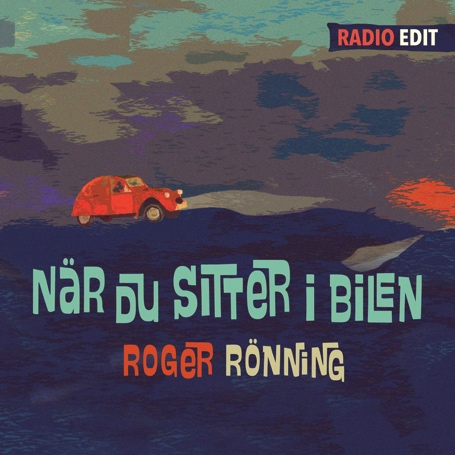 RADIO EDIT
NÄR DU SITTER I BILEN
ROGER RÖNNING